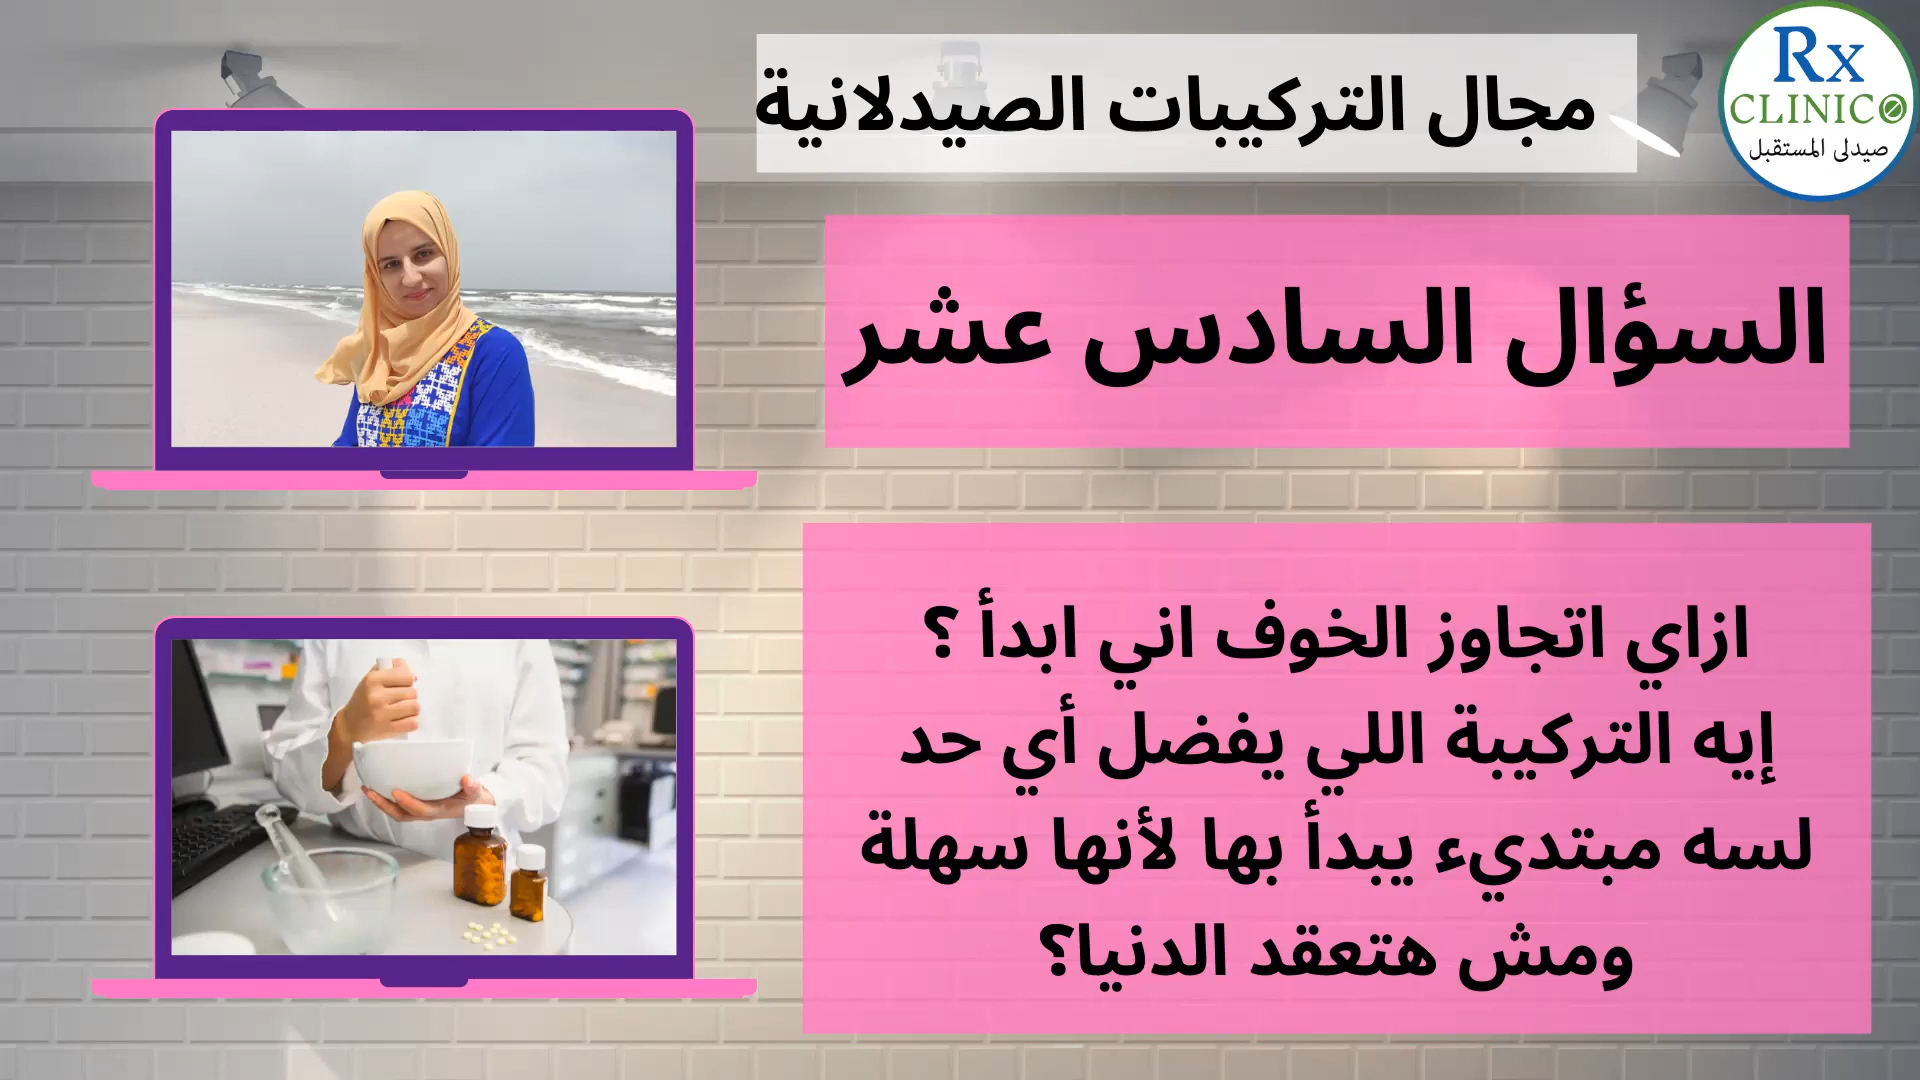 مجال التركيبات الصيدلانية
Rx
CLINICO
صيدلى المستقبل
السؤال السادس عشر
ازاي اتجاوز الخوف اني ابدأ ؟
إيه التركيبة اللي يفضل أي حد
لسه مبتديء يبدأ بها لأنها سهلة
ومش هتعقد الدنيا؟